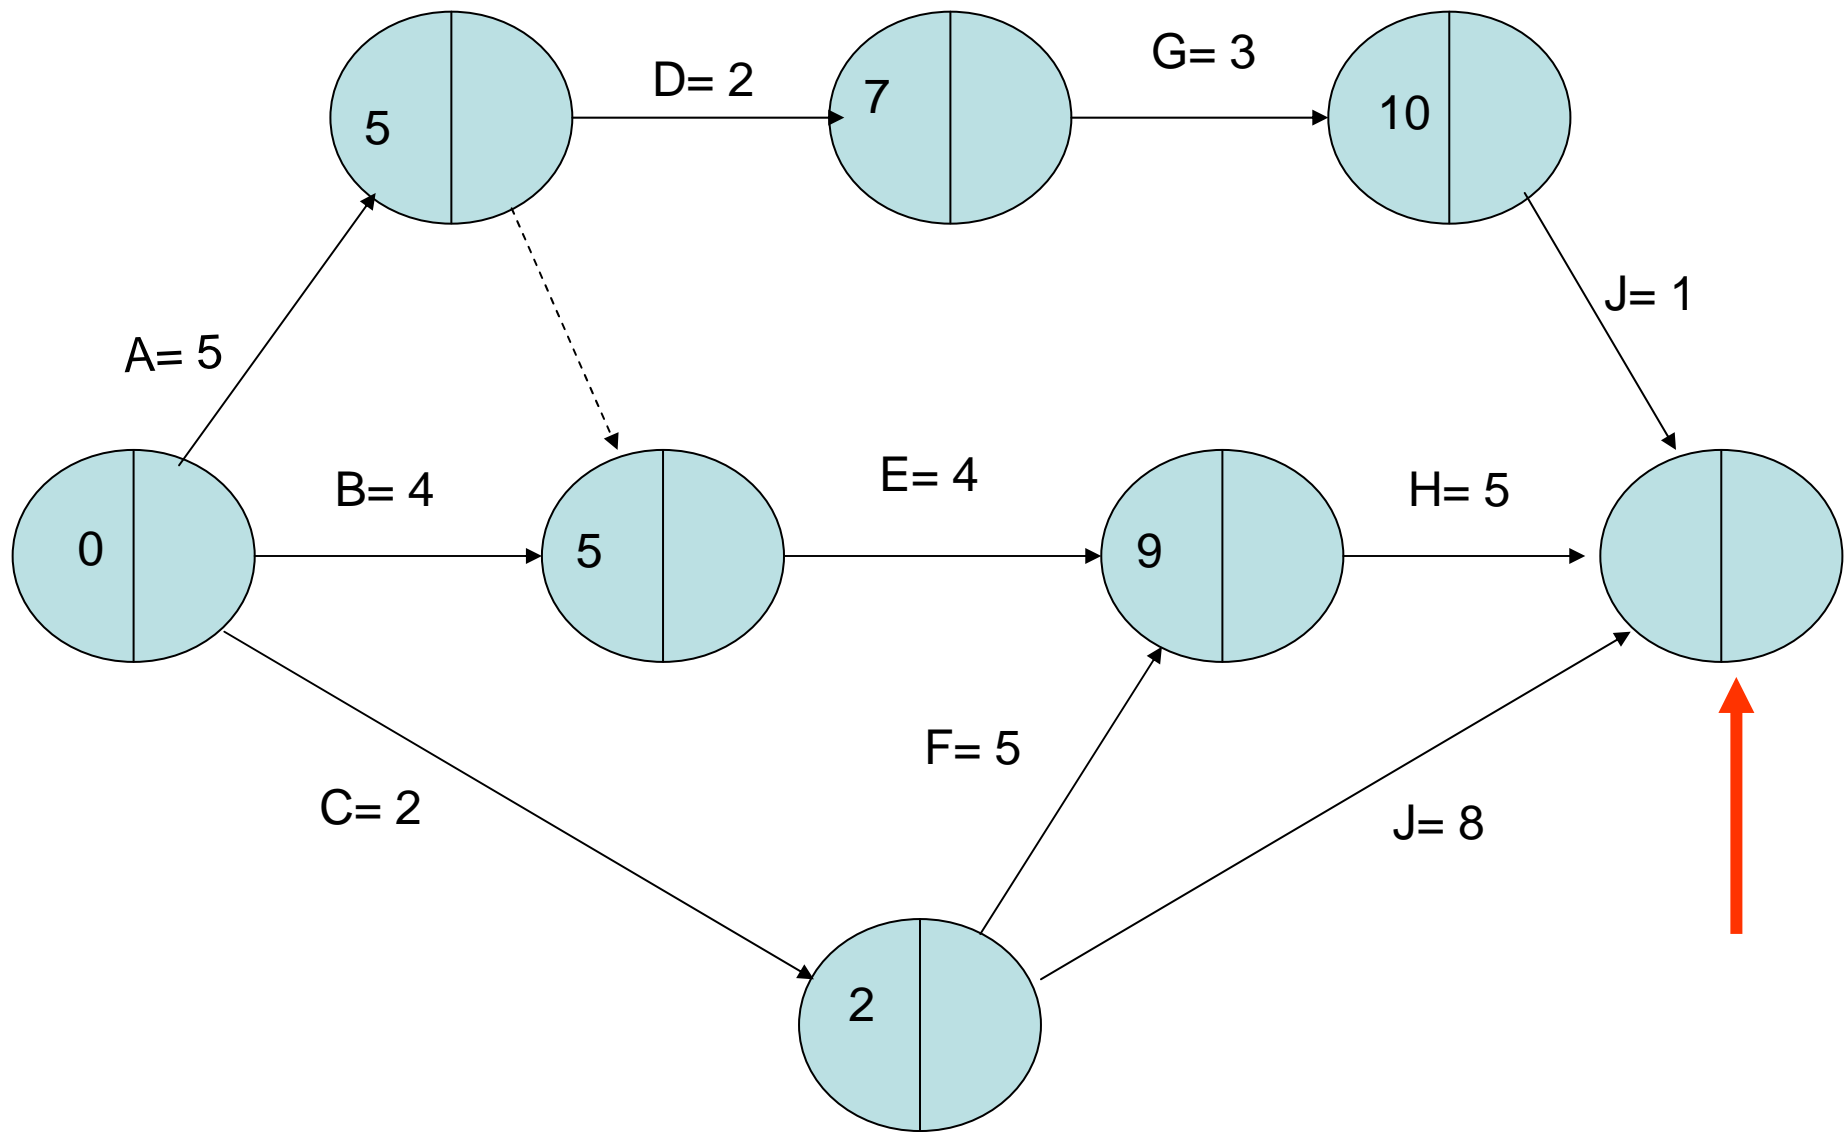 G= 3
D= 2
7
10
5
J= 1
A= 5
E= 4
B= 4
H= 5
0
5
9
F= 5
C= 2
J= 8
2